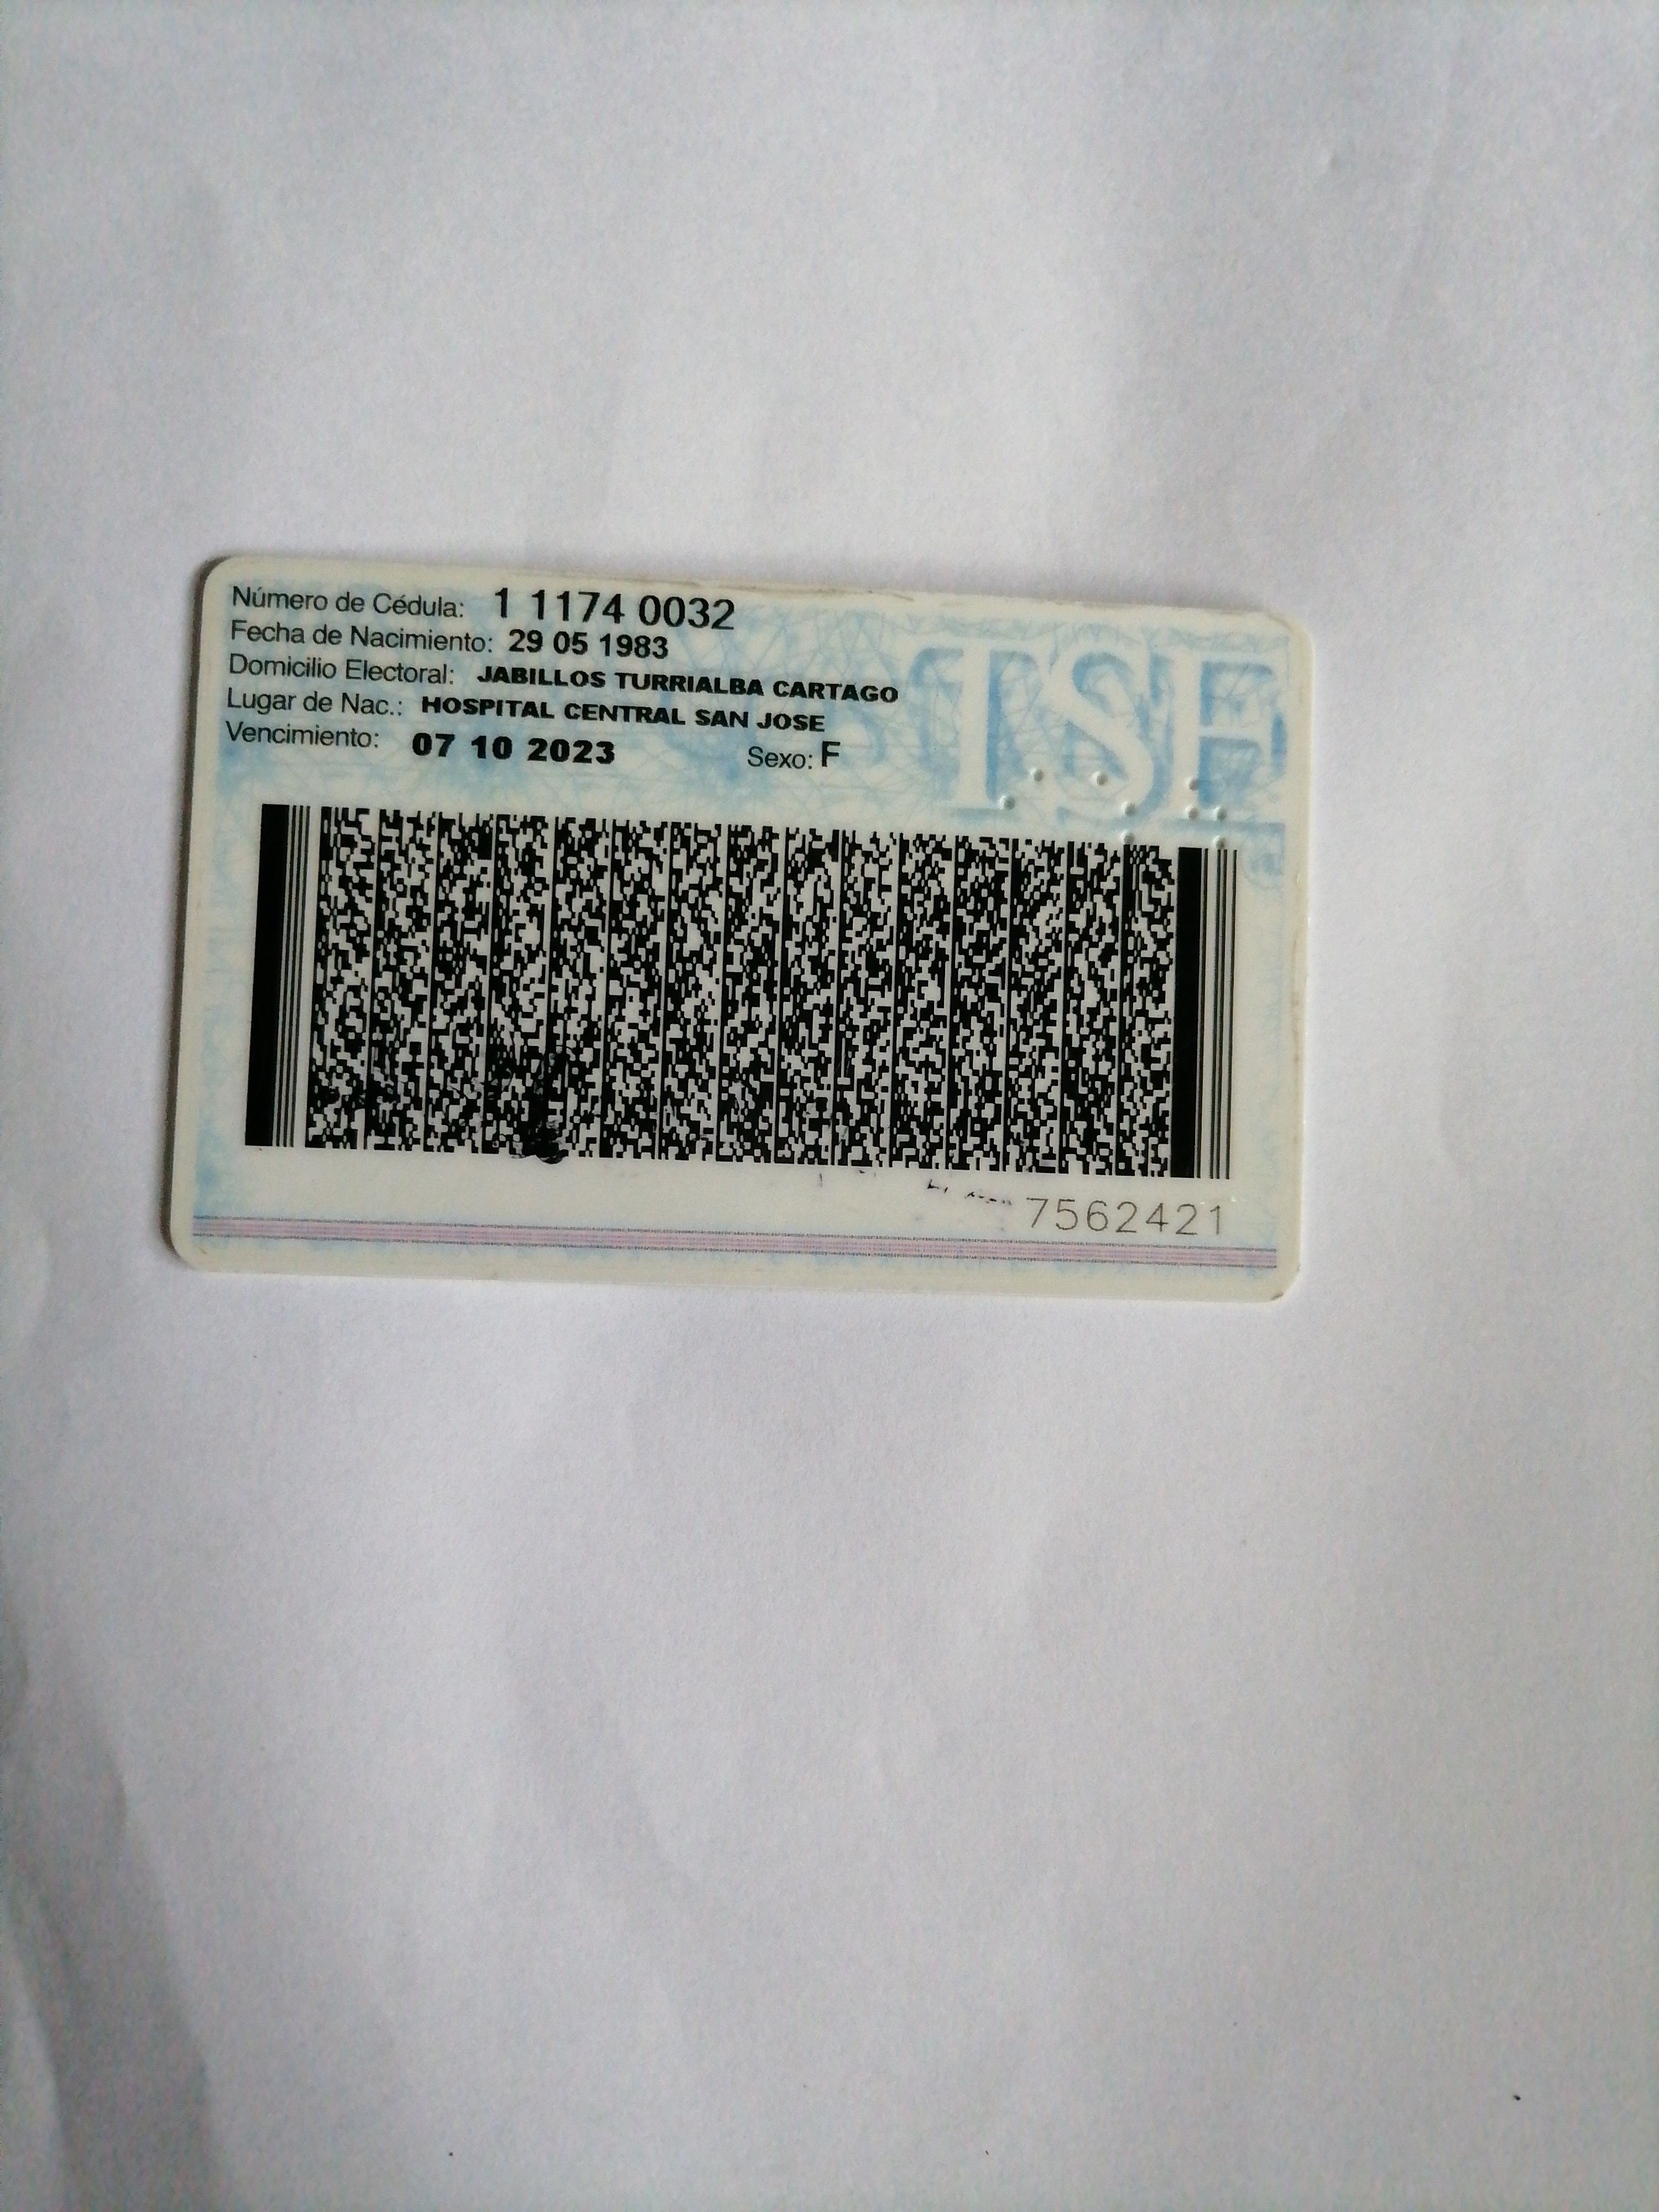 Número de Cédula: 1 1174 0032
Fecha de Nacimiento: 29 05 1983
Domicilio Electoral: JABILLOS TURRIALBA CARTAGO
Lugar de Nac.: HOSPITAL CENTRAL SAN JOSE
Vencimiento: 07 10 2023 Sexo: F
TSE
7562421